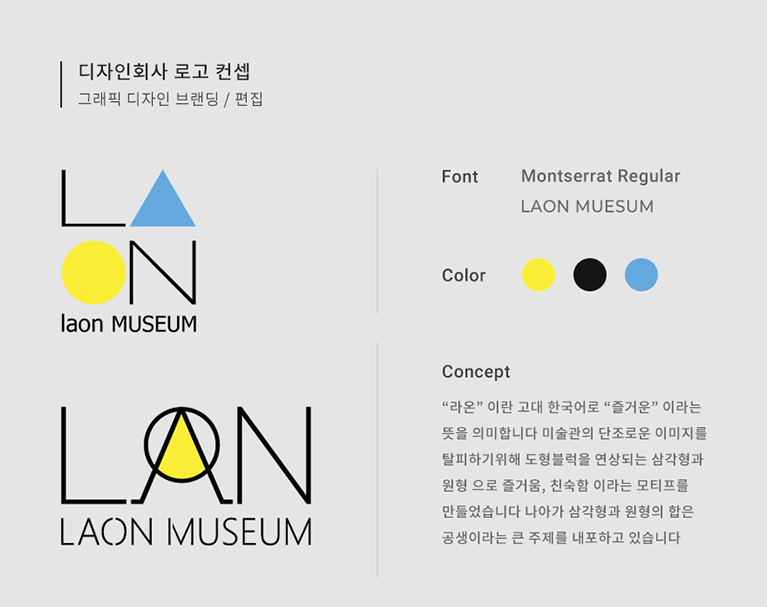 디자인회사 로고 컨셉
그래픽 디자인 브랜딩 / 편집
LA
ON
laon MUSEUM
LAON
LAON MUSEUM
Font
Montserrat Regular
LAON MUESUM
Color
Concept
“라온” 이란 고대 한국어로 “즐거운” 이라는
뜻을 의미합니다 미술관의 단조로운 이미지를
탈피하기위해 도형블럭을 연상되는 삼각형과
원형 으로 즐거움, 친숙함 이라는 모티프를
만들었습니다 나아가 삼각형과 원형의 합은
공생이라는 큰 주제를 내포하고 있습니다